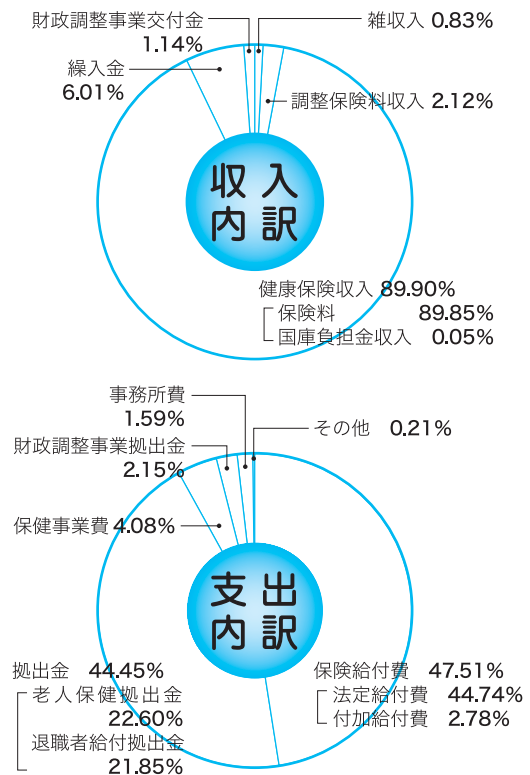 財政調整事業交付金
1.14%
雑収入 0.83%
繰入金
6.01%
調整保険料収入 2.12%
収入
内訳
健康保険収入 89.90%
保険料 89.85%
国庫負担金収入 0.05%
事務所費
1.59%
その他 0.21%
財政調整事業拠出金
2.15%
保健事業費 4.08%
支出
内訳
拠出金 44.45%
老人保健拠出金
22.60%
退職者給付拠出金
21.85%
保険給付費 47.51%
法定給付費 44.74%
付加給付費 2.78%